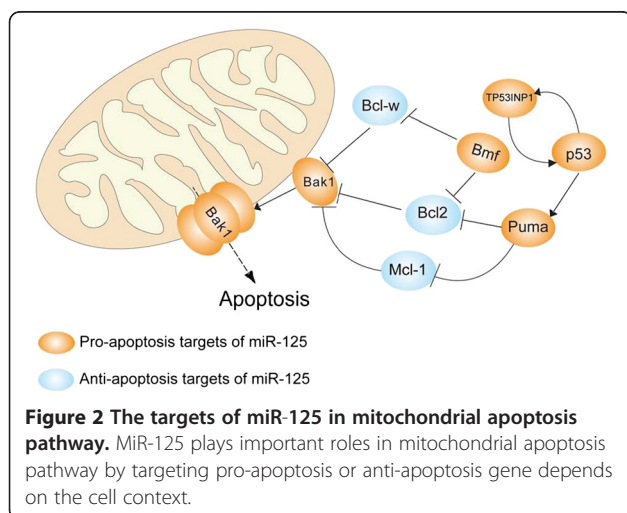 TP53INP1
Bcl-w
p53
Bmf
Bak1
Bcl2
Puma
Bak1
Mcl-1
Apoptosis
Pro-apoptosis targets of miR-125
Anti-apoptosis targets of miR-125
Figure 2 The targets of miR-125 in mitochondrial apoptosis
pathway. MiR-125 plays important roles in mitochondrial apoptosis
pathway by targeting pro-apoptosis or anti-apoptosis gene depends
on the cell context.